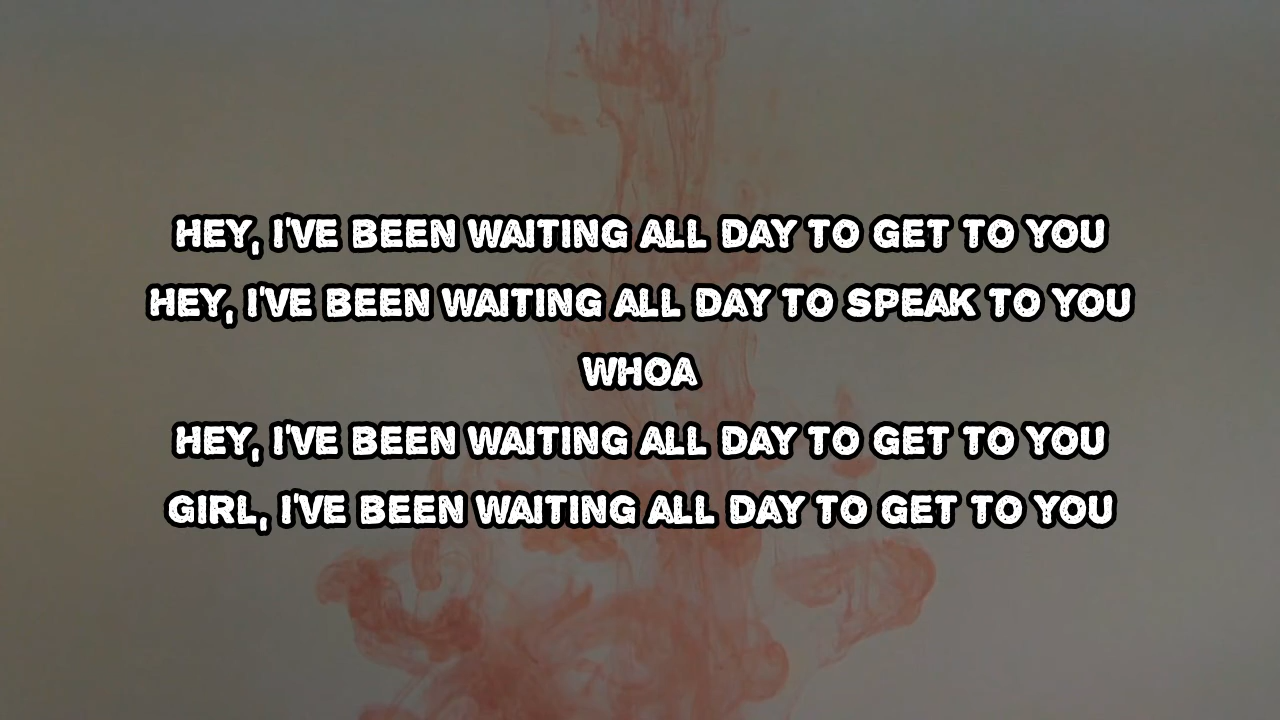 HEY, I'VE BEEN WAITING ALL DAY TO GET TO YOU
HEY, I'VE BEEN WAITING ALL DAY TO SPEAK TO YOU
WHOA
HEY, I'VE BEEN WAITING ALL DAY TO GET TO YOU
GIRL, I'VE BEEN WAITING ALL DAY TO GET TO YOU